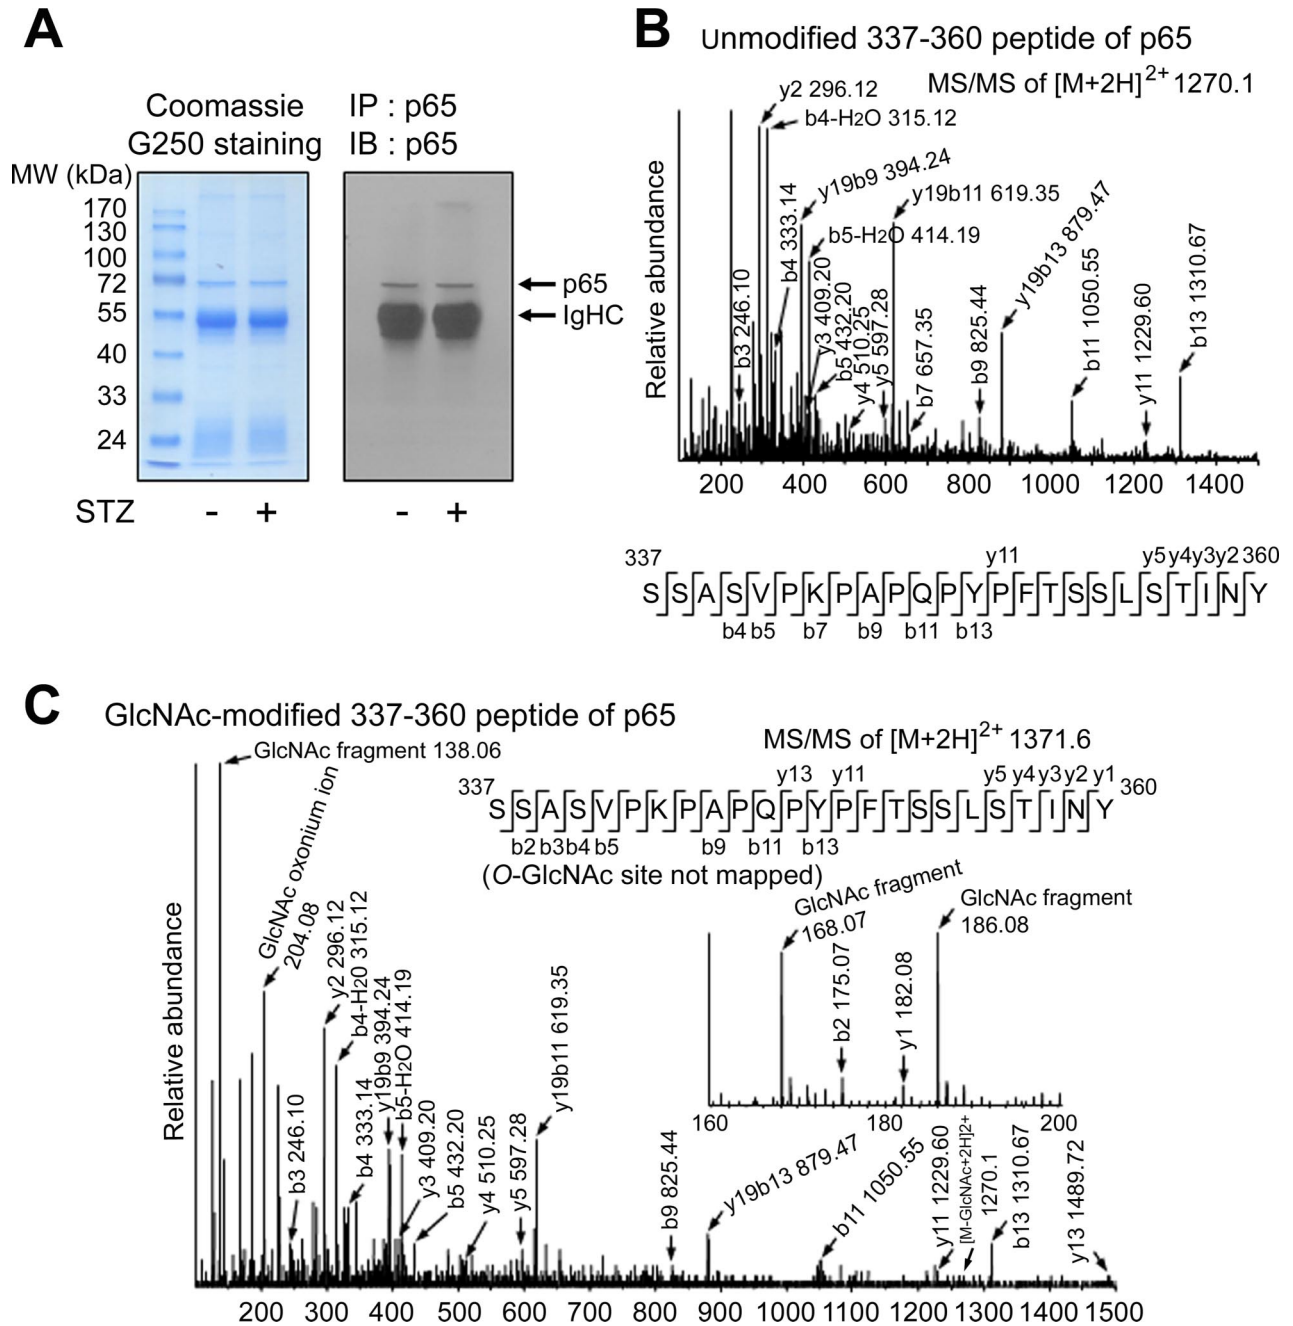 A
Coomassie
G250 staining
IP : p65
IB : p65
MW (kDa)
170
130
100
72
55
40
33
24
p65
IgHC
STZ - + - +
B
Unmodified 337-360 peptide of p65
MS/MS of [M+2H]2+ 1270.1
Relative abundance
y2 296.12
b4-H2O 315.12
y19b9 394.24
y19b11 619.35
b5-H2O 414.19
b3 246.10
b4 333.14
y3 409.20
b5 432.20
y4 510.25
y5 597.28
b7 657.35
b9 825.44
y19b13 879.47
b11 1050.55
y11 1229.60
b13 1310.67
200 400 600 800 1000 1200 1400
337 y11 y5 y4 y3 y2 360
S S A S V P K P A P Q P Y P F T S S L S T I N Y
b4 b5 b7 b9 b11 b13
C
GlcNAc-modified 337-360 peptide of p65
MS/MS of [M+2H]2+ 1371.6
GlcNAc fragment 138.06
337 y13 y11 y5 y4 y3 y2 y1 360
S S A S V P K P A P Q P Y P F T S S L S T I N Y
b2 b3 b4 b5 b9 b11 b13
(O-GlcNAc site not mapped)
Relative abundance
GlcNAc oxonium ion
204.08
y2 296.12
b4-H20 315.12
y19b9 394.24
b5-H2O 414.19
b3 246.10
b4 333.14
y3 409.20
b5 432.20
y4 510.25
y5 597.28
y19b11 619.35
b9 825.44
y19b13 879.47
b11 1050.55
y11 1229.60
[M-GlcNAc+2H]2+
1270.1
b13 1310.67
y13 1489.72
GlcNAc fragment
168.07
b2 175.07
y1 182.08
GlcNAc fragment
186.08
160 180 200
200 300 400 500 600 700 800 900 1000 1100 1200 1300 1400 1500